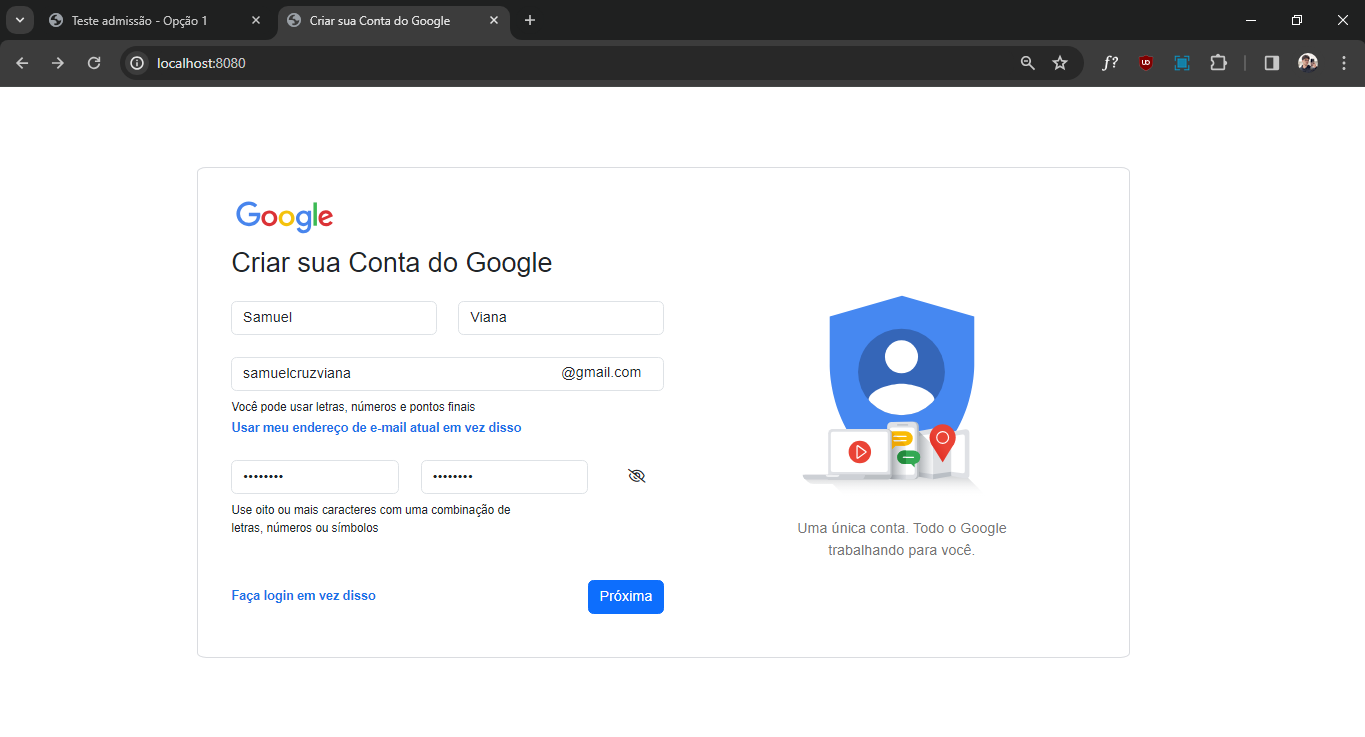 Teste admissão - Opção 1
Criar sua Conta do Google
localhost:8080
f?
UD
Google
Criar sua Conta do Google
Samuel Viana
samuelcruzviana @gmail.com
Você pode usar letras, números e pontos finais
Usar meu endereço de e-mail atual em vez disso
•••••••• ••••••••
Use oito ou mais caracteres com uma combinação de
letras, números ou símbolos
Uma única conta. Todo o Google
trabalhando para você.
Faça login em vez disso
Próxima